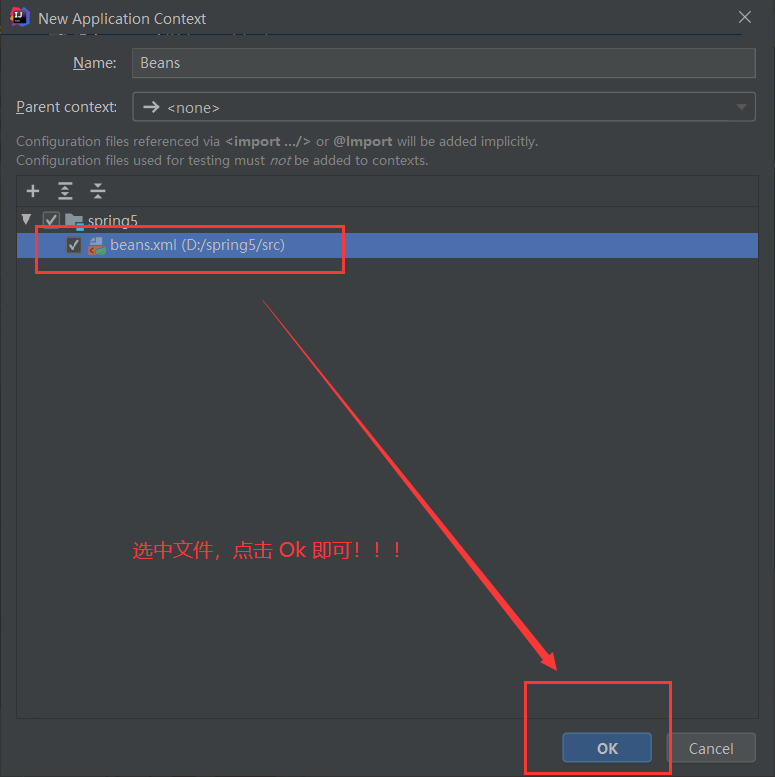 New Application Context
Name: Beans
Parent context: <none>
Configuration files referenced via <import .../> or @Import will be added implicitly.
Configuration files used for testing must not be added to contexts.
spring5
beans.xml (D:/spring5/src)
选中文件，点击 Ok 即可！！！
OK Cancel